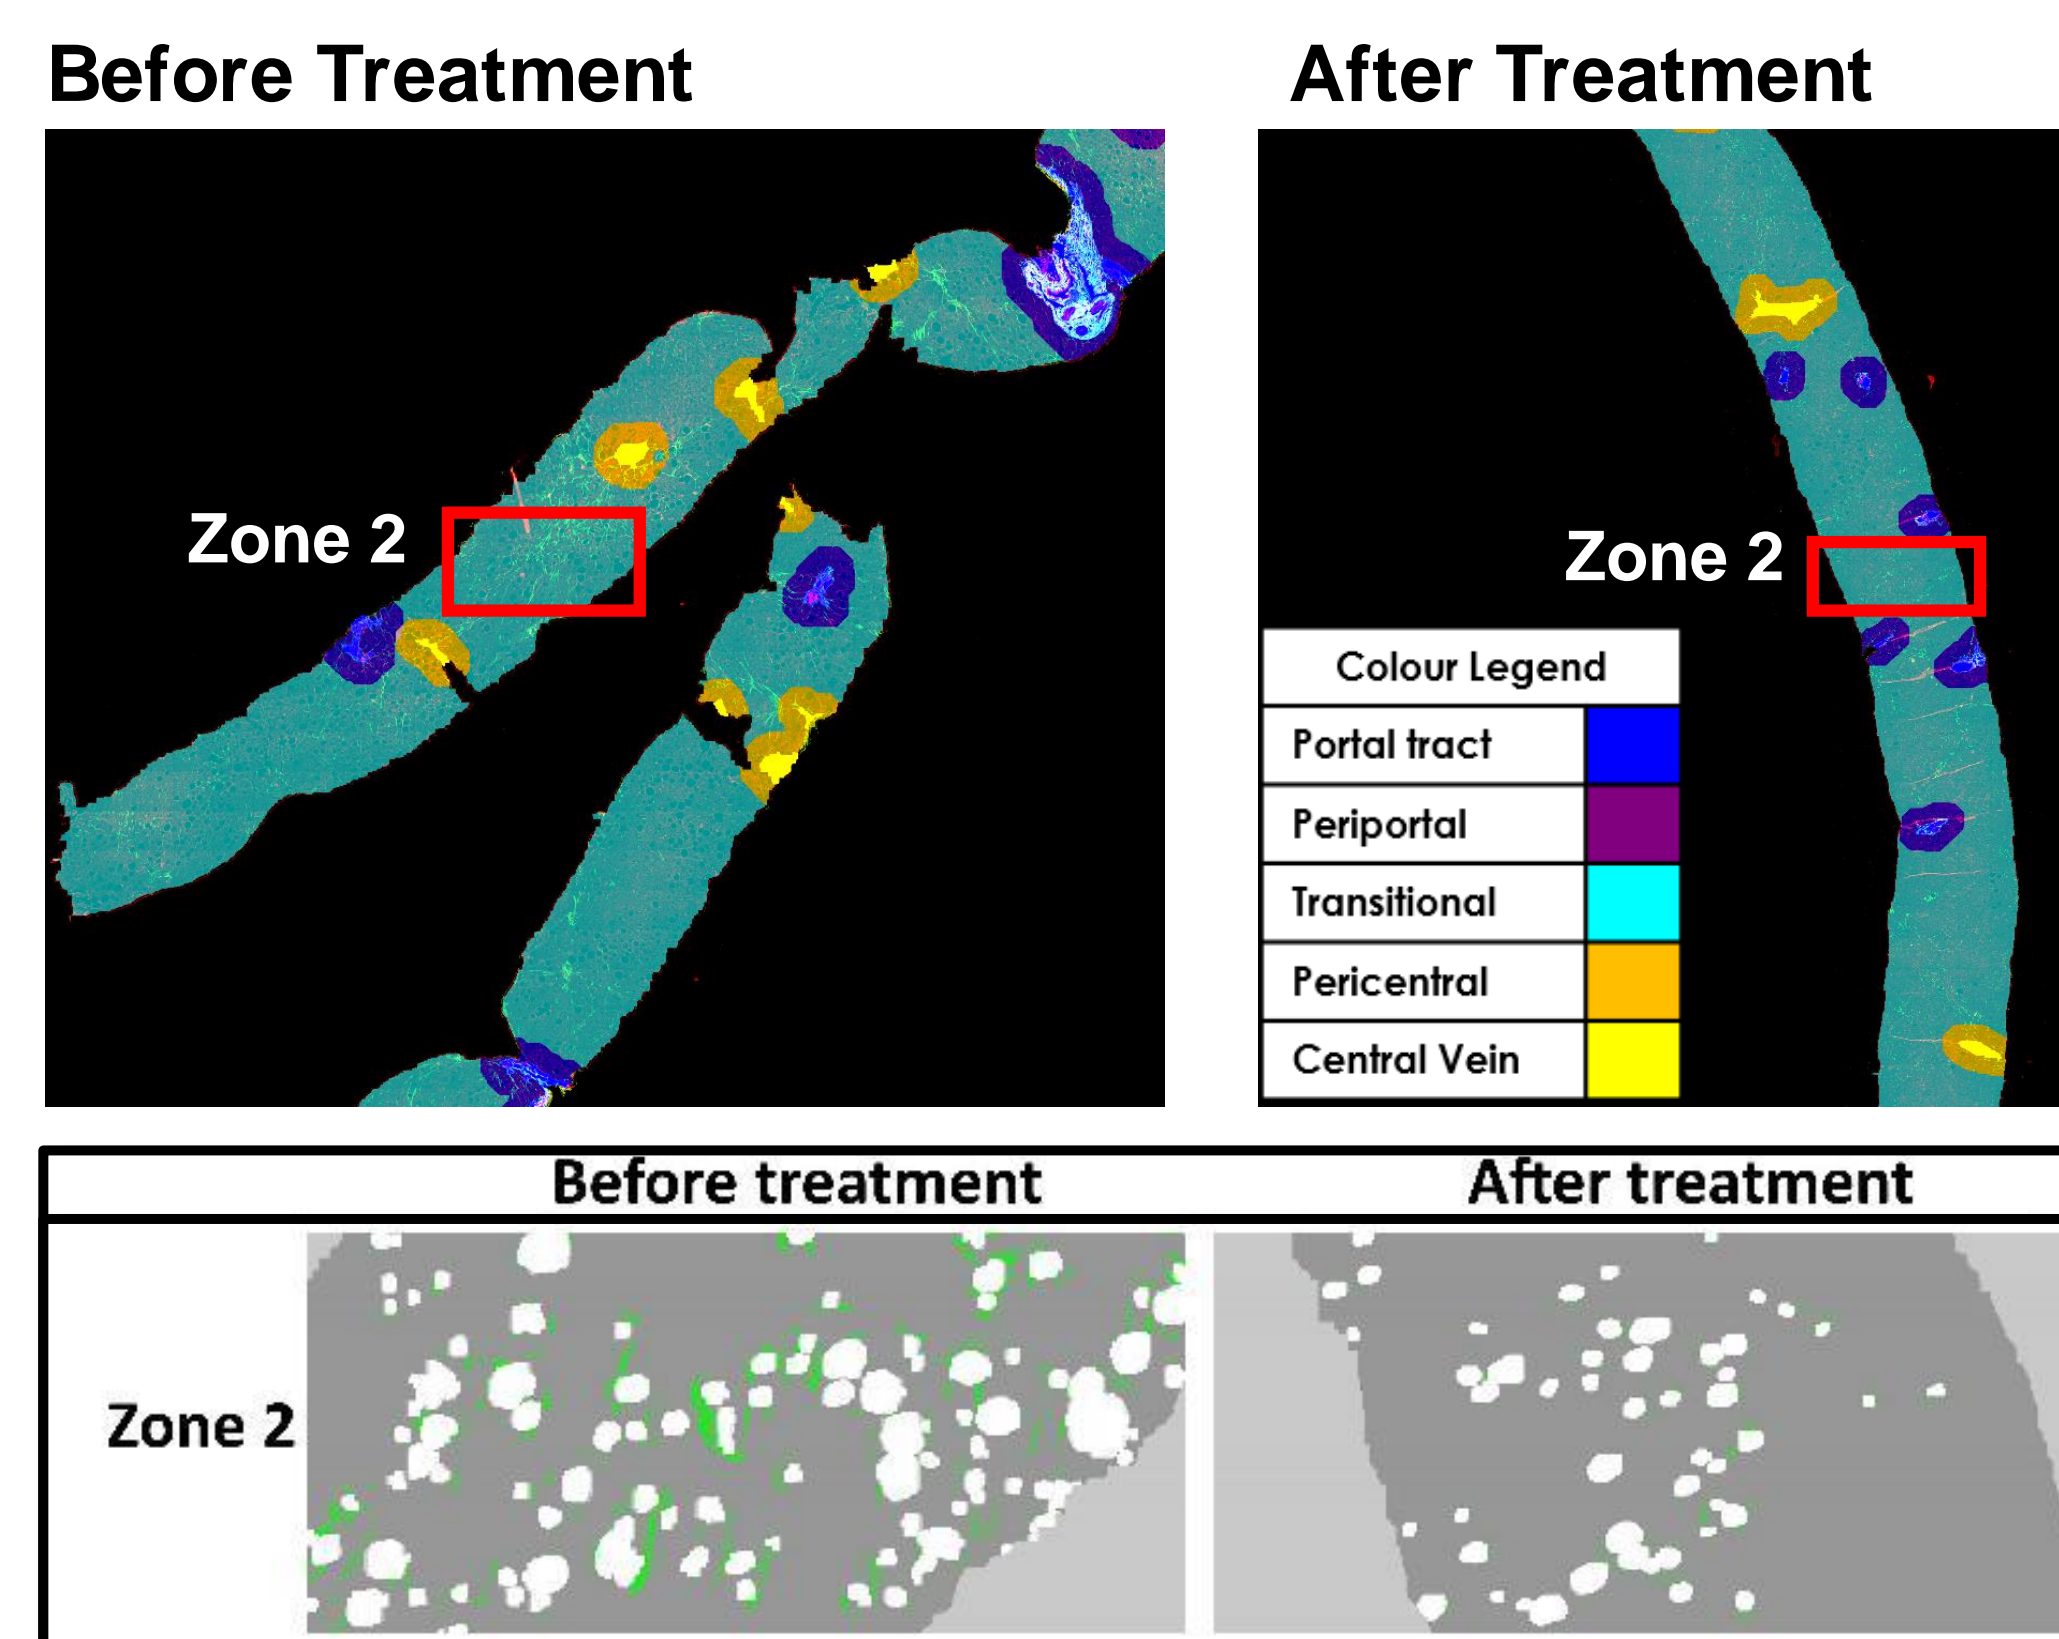 Before Treatment
After Treatment
Zone 2
Zone 2
Colour Legend
Portal tract
Periportal
Transitional
Pericentral
Central Vein
Before treatment
After treatment
Zone 2